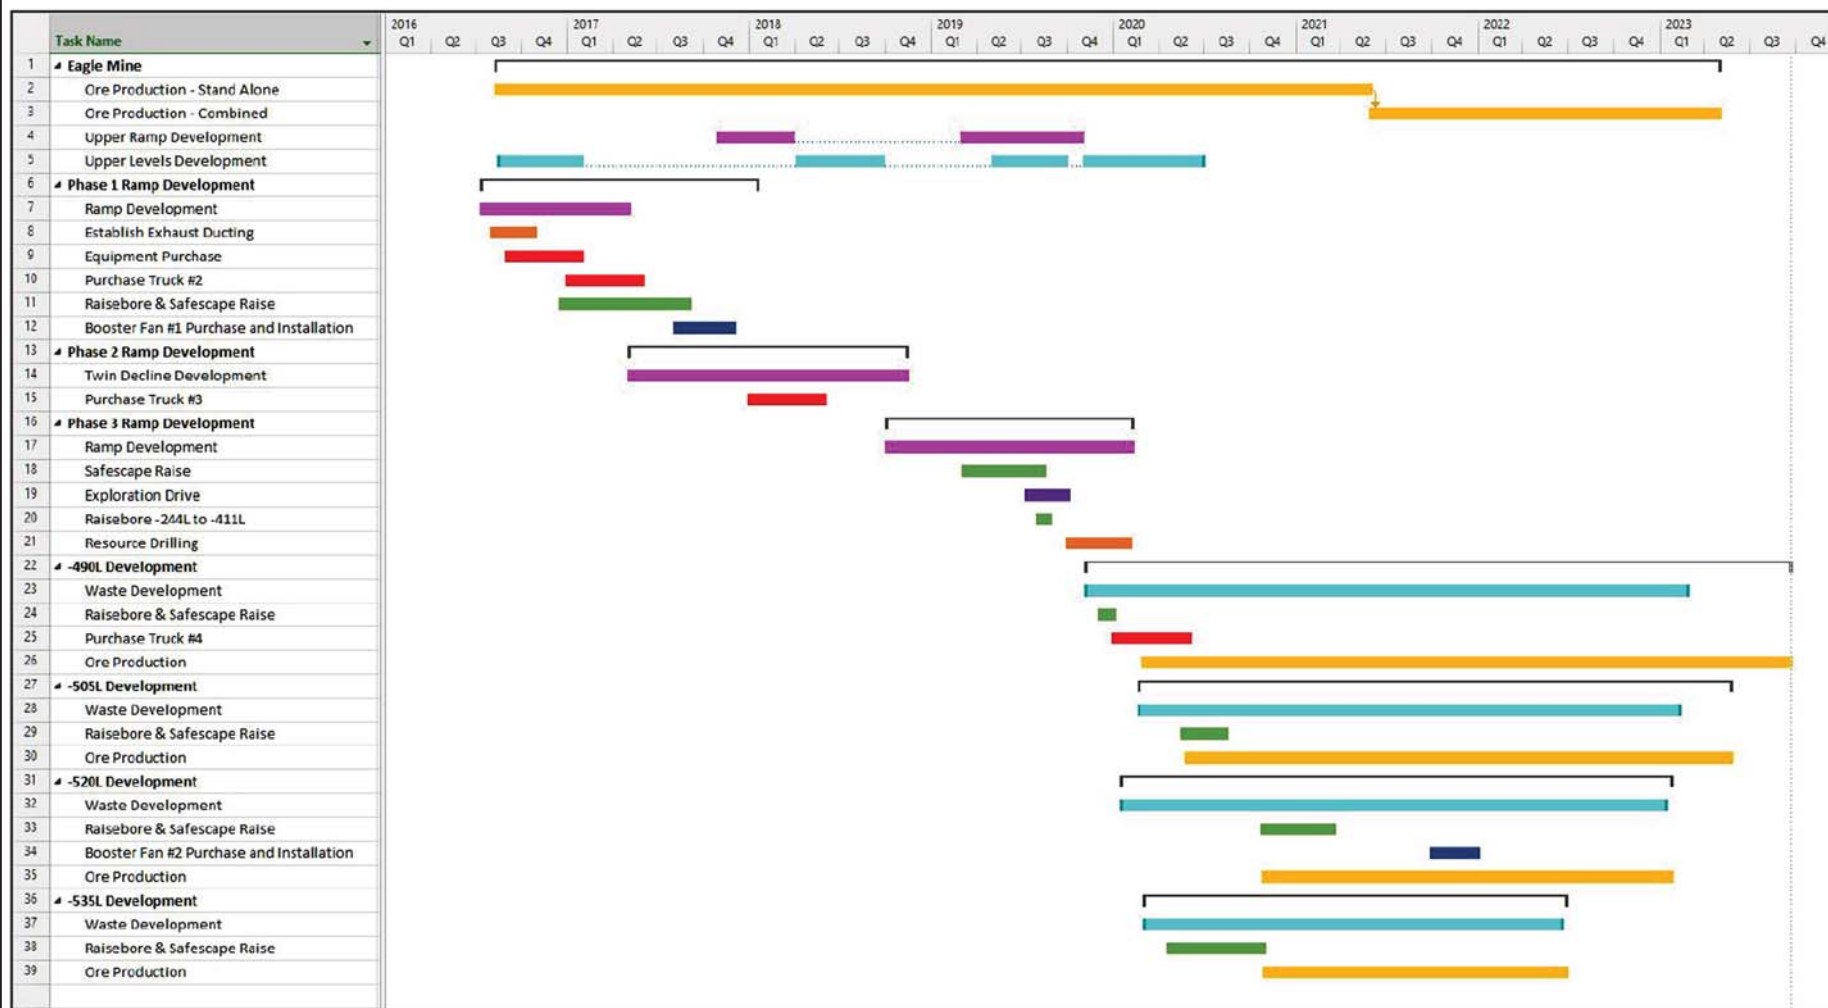 2016 2017 2018 2019 2020 2021 2022 2023
Task Name Q1 Q2 Q3 Q4 Q1 Q2 Q3 Q4 Q1 Q2 Q3 Q4 Q1 Q2 Q3 Q4 Q1 Q2 Q3 Q4 Q1 Q2 Q3 Q4 Q1 Q2 Q3 Q4 Q1 Q2 Q3 Q4
1 Eagle Mine
2 Ore Production - Stand Alone
3 Ore Production - Combined
4 Upper Ramp Development
5 Upper Levels Development
6 Phase 1 Ramp Development
7 Ramp Development
8 Establish Exhaust Ducting
9 Equipment Purchase
10 Purchase Truck #2
11 Raisebore & Safescape Raise
12 Booster Fan #1 Purchase and Installation
13 Phase 2 Ramp Development
14 Twin Decline Development
15 Purchase Truck #3
16 Phase 3 Ramp Development
17 Ramp Development
18 Safescape Raise
19 Exploration Drive
20 Raisebore -244L to -411L
21 Resource Drilling
22 -490L Development
23 Waste Development
24 Raisebore & Safescape Raise
25 Purchase Truck #4
26 Ore Production
27 -505L Development
28 Waste Development
29 Raisebore & Safescape Raise
30 Ore Production
31 -520L Development
32 Waste Development
33 Raisebore & Safescape Raise
34 Booster Fan #2 Purchase and Installation
35 Ore Production
36 -535L Development
37 Waste Development
38 Raisebore & Safescape Raise
39 Ore Production